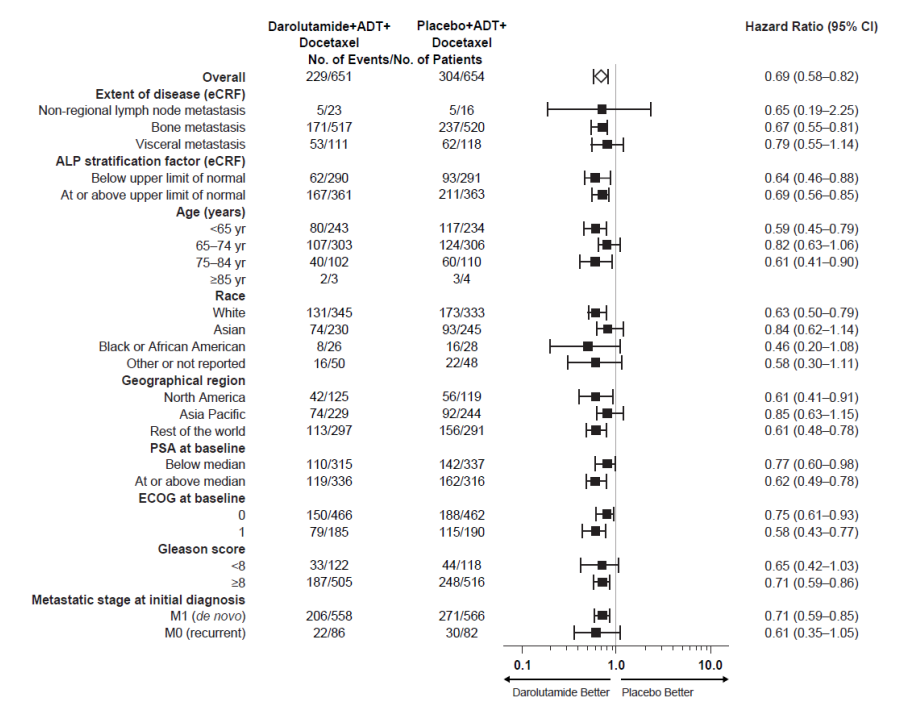 Darolutamide+ADT+ Placebo+ADT+ Hazard Ratio (95% CI)
Docetaxel Docetaxel
No. of Events/No. of Patients
Overall 229/651 304/654 0.69 (0.58–0.82)
Extent of disease (eCRF)
Non-regional lymph node metastasis 5/23 5/16 0.65 (0.19–2.25)
Bone metastasis 171/517 237/520 0.67 (0.55–0.81)
Visceral metastasis 53/111 62/118 0.79 (0.55–1.14)
ALP stratification factor (eCRF)
Below upper limit of normal 62/290 93/291 0.64 (0.46–0.88)
At or above upper limit of normal 167/361 211/363 0.69 (0.56–0.85)
Age (years)
<65 yr 80/243 117/234 0.59 (0.45–0.79)
65–74 yr 107/303 124/306 0.82 (0.63–1.06)
75–84 yr 40/102 60/110 0.61 (0.41–0.90)
≥85 yr 2/3 3/4
Race
White 131/345 173/333 0.63 (0.50–0.79)
Asian 74/230 93/245 0.84 (0.62–1.14)
Black or African American 8/26 16/28 0.46 (0.20–1.08)
Other or not reported 16/50 22/48 0.58 (0.30–1.11)
Geographical region
North America 42/125 56/119 0.61 (0.41–0.91)
Asia Pacific 74/229 92/244 0.85 (0.63–1.15)
Rest of the world 113/297 156/291 0.61 (0.48–0.78)
PSA at baseline
Below median 110/315 142/337 0.77 (0.60–0.98)
At or above median 119/336 162/316 0.62 (0.49–0.78)
ECOG at baseline
0 150/466 188/462 0.75 (0.61–0.93)
1 79/185 115/190 0.58 (0.43–0.77)
Gleason score
<8 33/122 44/118 0.65 (0.42–1.03)
≥8 187/505 248/516 0.71 (0.59–0.86)
Metastatic stage at initial diagnosis
M1 (de novo) 206/558 271/566 0.71 (0.59–0.85)
M0 (recurrent) 22/86 30/82 0.61 (0.35–1.05)
0.1 1.0 10.0
Darolutamide Better Placebo Better